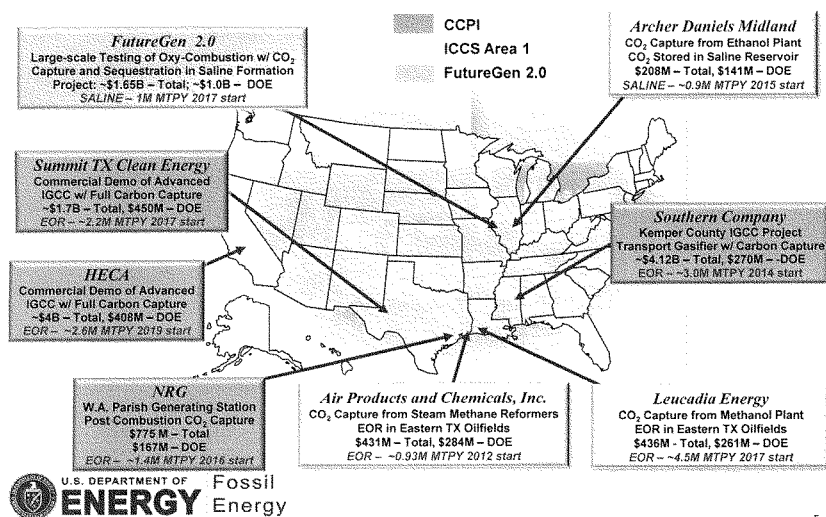 FutureGen 2.0
Large-scale Testing of Oxy-Combustion w/ CO2
Capture and Sequestration in Saline Formation
Project: ~$1.65B – Total; ~$1.0B – DOE
SALINE – 1M MTPY 2017 start
CCPI
ICCS Area 1
FutureGen 2.0
Archer Daniels Midland
CO2 Capture from Ethanol Plant
CO2 Stored in Saline Reservoir
$208M – Total, $141M – DOE
SALINE – ~0.9M MTPY 2015 start
Summit TX Clean Energy
Commercial Demo of Advanced
IGCC w/ Full Carbon Capture
~$1.7B – Total, $450M – DOE
EOR – ~2.2M MTPY 2017 start
Southern Company
Kemper County IGCC Project
Transport Gasifier w/ Carbon Capture
~$4.12B – Total, $270M – -DOE
EOR – ~3.0M MTPY 2014 start
HECA
Commercial Demo of Advanced
IGCC w/ Full Carbon Capture
~$4B – Total, $408M – DOE
EOR – ~2.6M MTPY 2019 start
NRG
W.A. Parish Generating Station
Post Combustion CO2 Capture
$775 M – Total
$167M – DOE
EOR – ~1.4M MTPY 2016 start
Air Products and Chemicals, Inc.
CO2 Capture from Steam Methane Reformers
EOR in Eastern TX Oilfields
$431M – Total, $284M – DOE
EOR – ~0.93M MTPY 2012 start
Leucadia Energy
CO2 Capture from Methanol Plant
EOR in Eastern TX Oilfields
$436M - Total, $261M – DOE
EOR – ~4.5M MTPY 2017 start
U.S. DEPARTMENT OF
ENERGY
Fossil
Energy